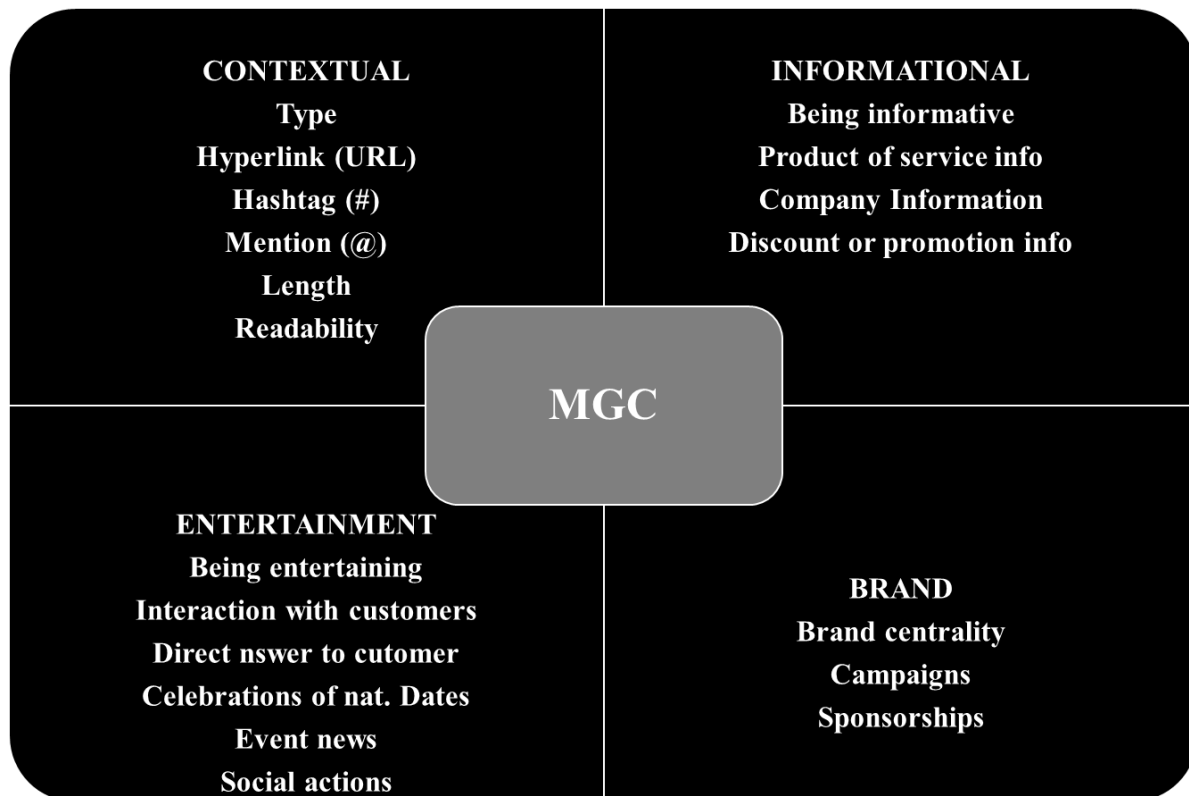 CONTEXTUAL
Type
Hyperlink (URL)
Hashtag (#)
Mention (@)
Length
Readability
INFORMATIONAL
Being informative
Product of service info
Company Information
Discount or promotion info
MGC
ENTERTAINMENT
Being entertaining
Interaction with customers
Direct nswer to cutomer
Celebrations of nat. Dates
Event news
Social actions
BRAND
Brand centrality
Campaigns
Sponsorships